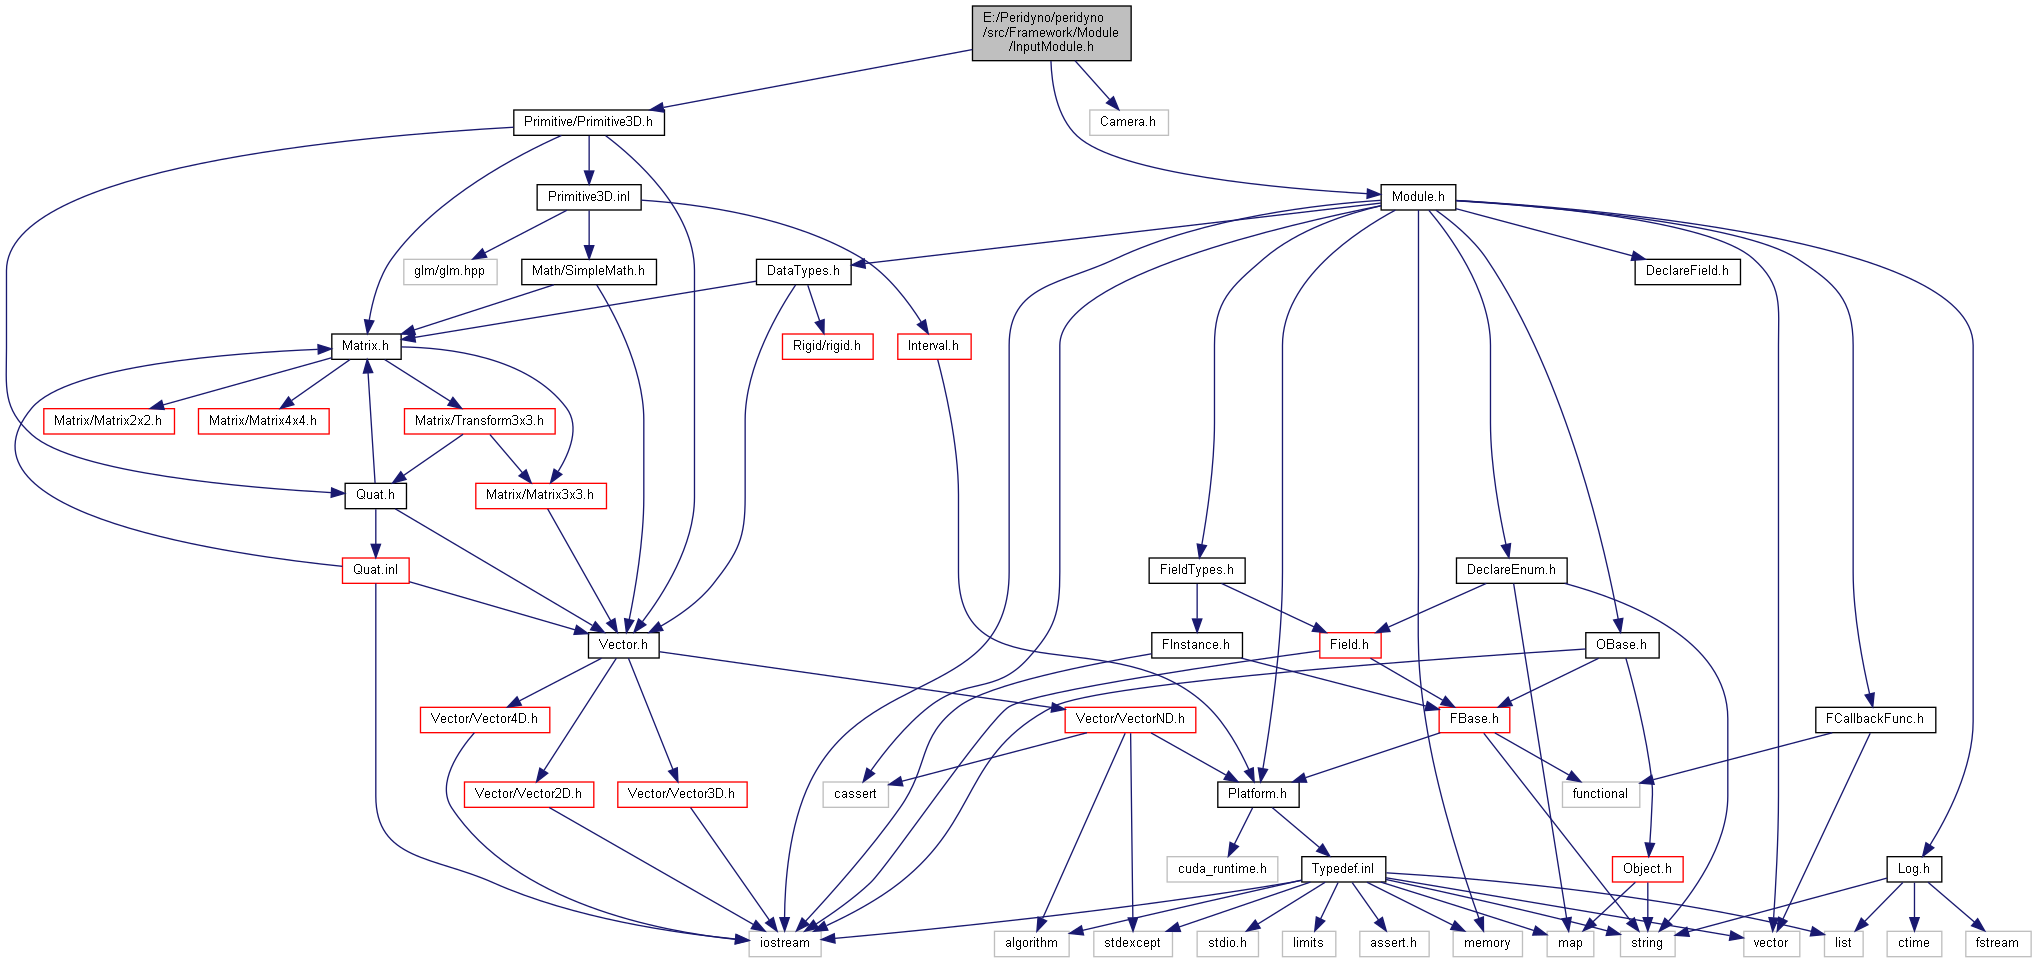 E:/Peridyno/peridyno
/src/Framework/Module
/InputModule.h
Primitive/Primitive3D.h
Camera.h
Primitive3D.inl
Module.h
glm/glm.hpp
Math/SimpleMath.h
DataTypes.h
DeclareField.h
Matrix.h
Rigid/rigid.h
Interval.h
Matrix/Matrix2x2.h
Matrix/Matrix4x4.h
Matrix/Transform3x3.h
Quat.h
Matrix/Matrix3x3.h
Quat.inl
FieldTypes.h
DeclareEnum.h
Vector.h
FInstance.h
Field.h
OBase.h
Vector/Vector4D.h
Vector/VectorND.h
FBase.h
FCallbackFunc.h
Vector/Vector2D.h
Vector/Vector3D.h
cassert
Platform.h
functional
cuda_runtime.h
Typedef.inl
Object.h
Log.h
iostream
algorithm
stdexcept
stdio.h
limits
assert.h
memory
map
string
vector
list
ctime
fstream